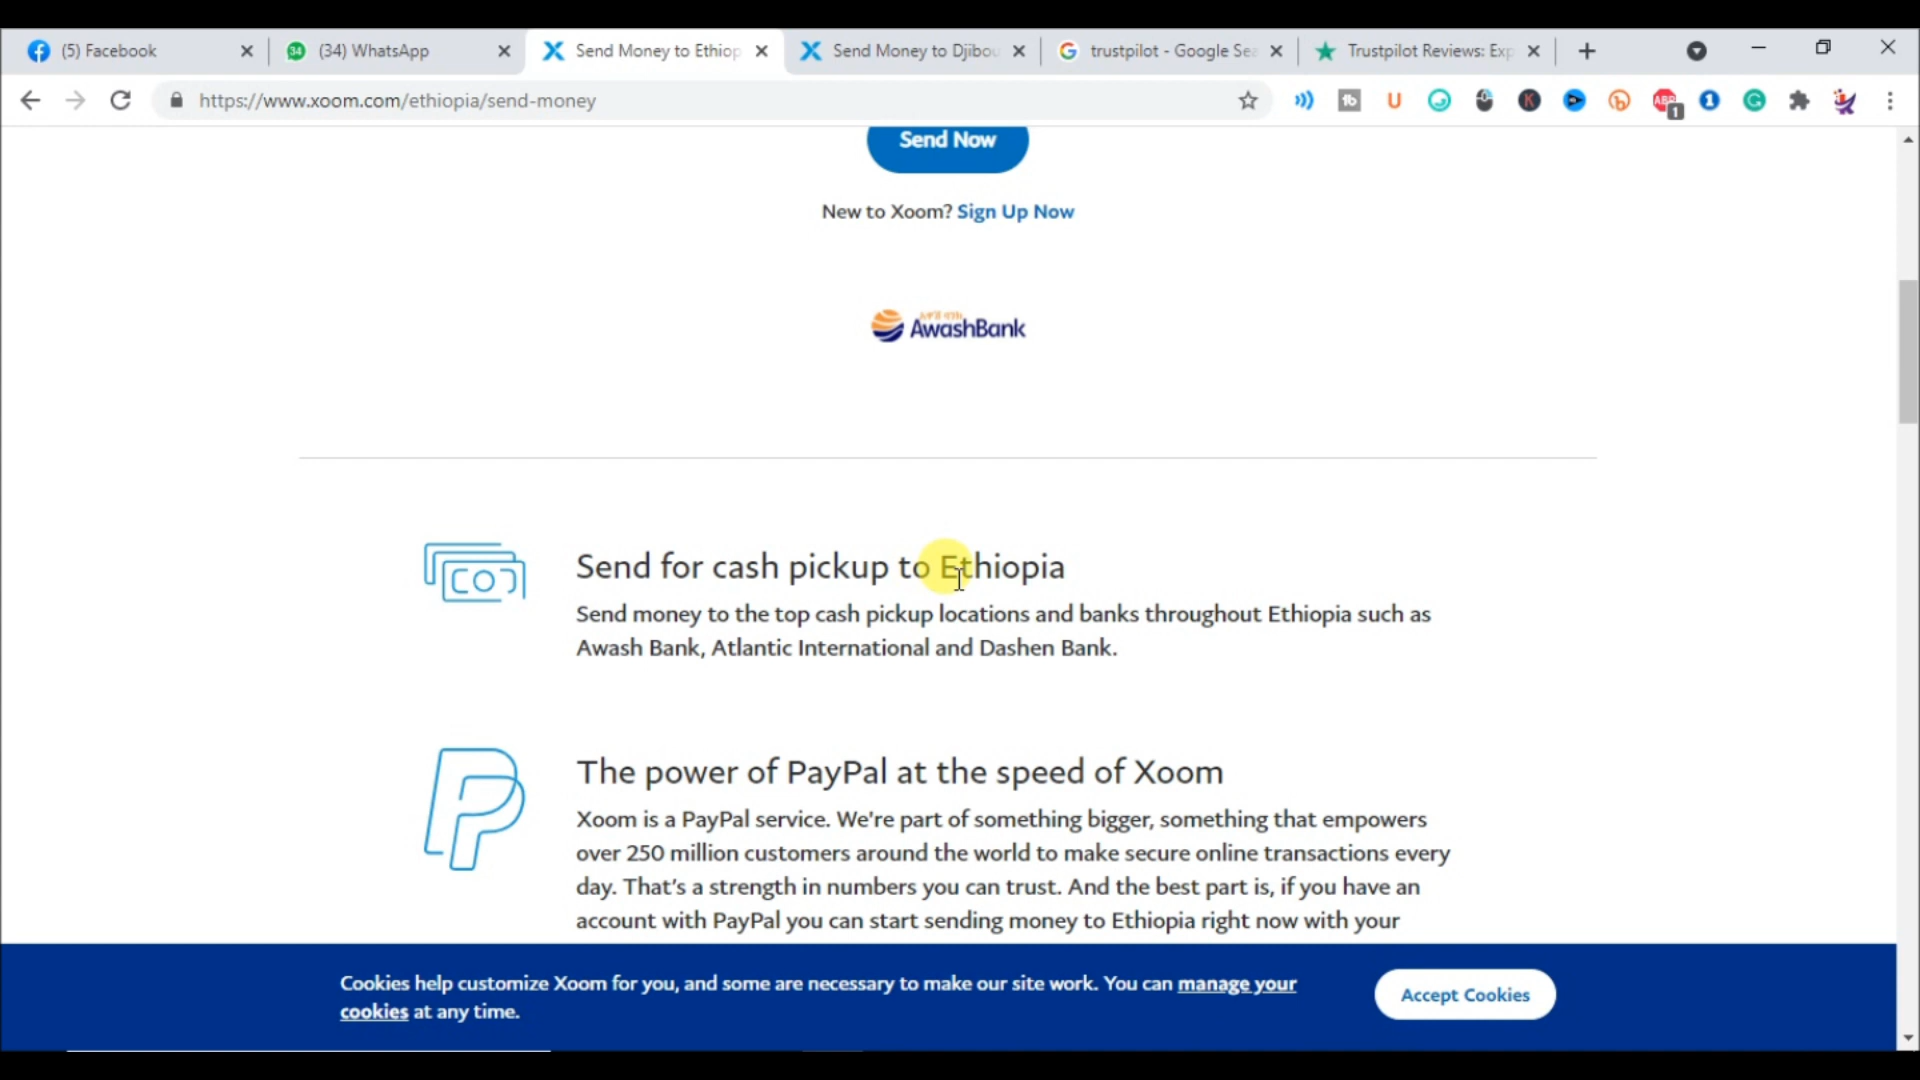 (5) Facebook
34
(34) WhatsApp
Send Money to Ethiop
Send Money to Djibou
trustpilot - Google Sea
Trustpilot Reviews: Exp
https://www.xoom.com/ethiopia/send-money
ABP
1
Send Now
New to Xoom? Sign Up Now
AwashBank
Send for cash pickup to Ethiopia
Send money to the top cash pickup locations and banks throughout Ethiopia such as
Awash Bank, Atlantic International and Dashen Bank.
The power of PayPal at the speed of Xoom
Xoom is a PayPal service. We're part of something bigger, something that empowers
over 250 million customers around the world to make secure online transactions every
day. That's a strength in numbers you can trust. And the best part is, if you have an
account with PayPal you can start sending money to Ethiopia right now with your
Cookies help customize Xoom for you, and some are necessary to make our site work. You can manage your
cookies at any time.
Accept Cookies